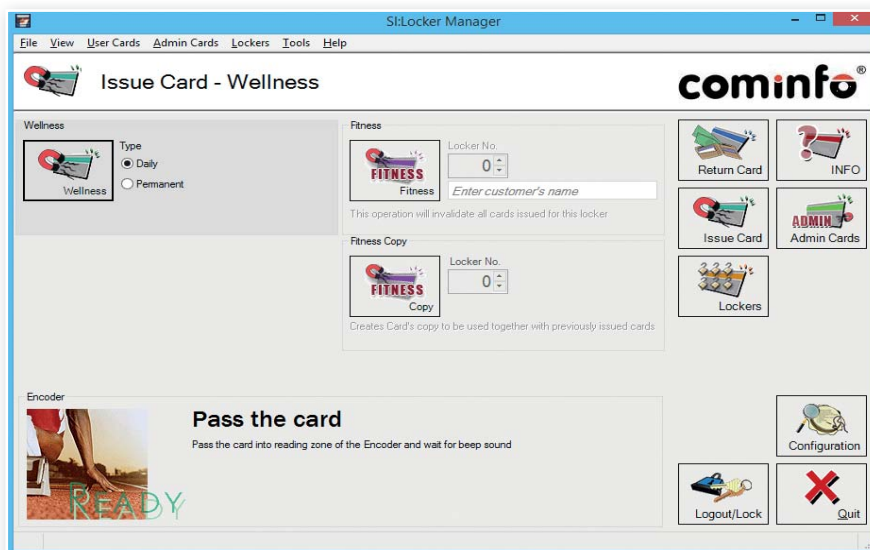 SI:Locker Manager
File View User Cards Admin Cards Lockers Tools Help
Issue Card - Wellness
cominfo®
Wellness
Wellness
Type
Daily
Permanent
Fitness
FITNESS
Fitness
Locker No.
0
Enter customer's name
This operation will invalidate all cards issued for this locker
Fitness Copy
FITNESS
Copy
Locker No.
0
Creates Card's copy to be used together with previously issued cards
Return Card
INFO
Issue Card
ADMIN
Admin Cards
Lockers
Encoder
READY
Pass the card
Pass the card into reading zone of the Encoder and wait for beep sound
Configuration
Logout/Lock
Quit